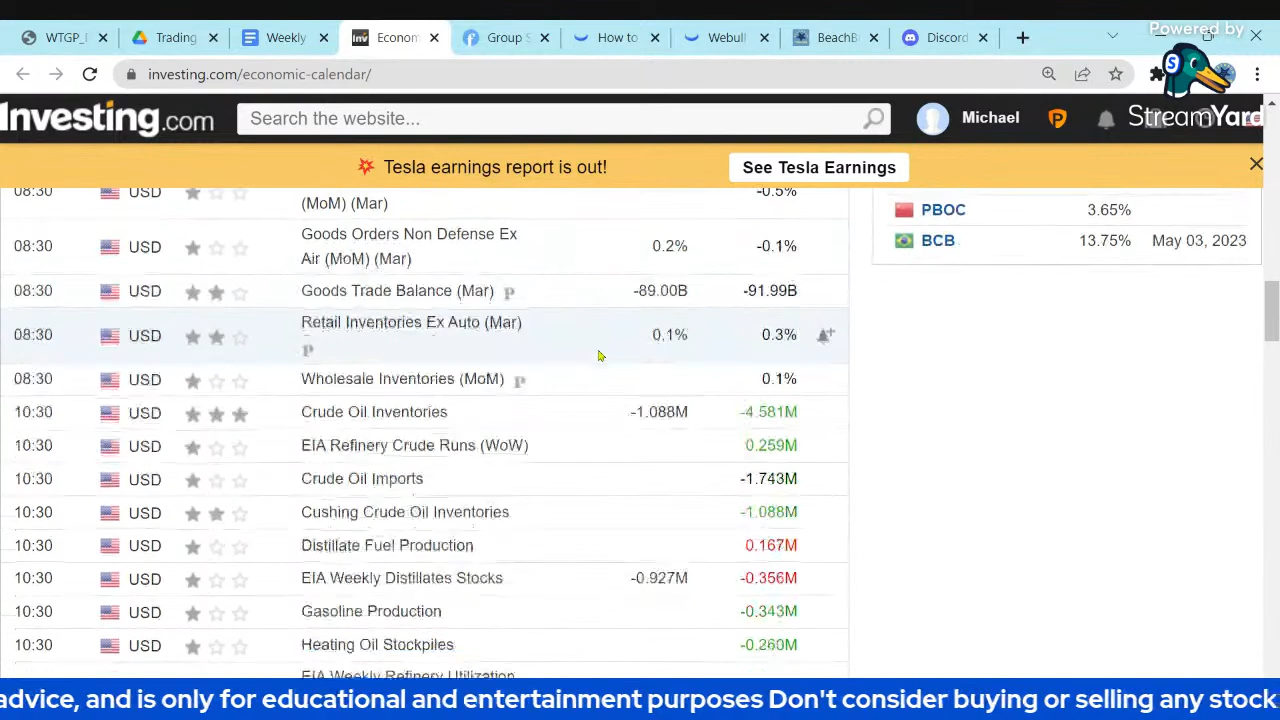 Powered by
WTGP_I
Trading
Weekly
Inv
Econom
Group S
How to
Webull
BeachB
Discord
investing.com/economic-calendar/
S
StreamYard
Investing.com
Search the website...
Michael
P
Tesla earnings report is out!
See Tesla Earnings
08:30 USD -0.5%
(MoM) (Mar)
Goods Orders Non Defense Ex
08:30 USD 0.2% -0.1%
Air (MoM) (Mar)
08:30 USD Goods Trade Balance (Mar) P -89.00B -91.99B
Retail Inventories Ex Auto (Mar)
08:30 USD 0.1% 0.3%
P
08:30 USD Wholesale Inventories (MoM) P 0.1%
10:30 USD Crude Oil Inventories -1.088M -4.581M
10:30 USD EIA Refinery Crude Runs (WoW) 0.259M
10:30 USD Crude Oil Imports -1.743M
10:30 USD Cushing Crude Oil Inventories -1.088M
10:30 USD Distillate Fuel Production 0.167M
10:30 USD EIA Weekly Distillates Stocks -0.927M -0.356M
10:30 USD Gasoline Production -0.343M
10:30 USD Heating Oil Stockpiles -0.260M
EIA Weekly Refinery Utilization
PBOC 3.65%
BCB 13.75% May 03, 2023
advice, and is only for educational and entertainment purposes Don't consider buying or selling any stock